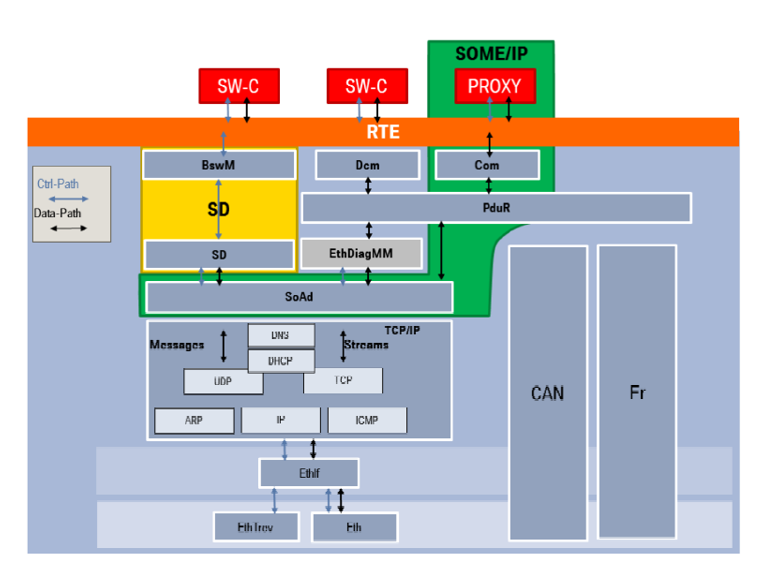 SOME/IP
SW-C
SW-C
PROXY
RTE
BswM
Dcm
Com
Ctrl-Path
Data-Path
SD
PduR
SD
EthDiagMM
SoAd
TCP/IP
DNS
Messages
Streams
DHCP
UDP
TCP
ARP
IP
ICMP
CAN
Fr
EthIf
EthTrcv
Eth